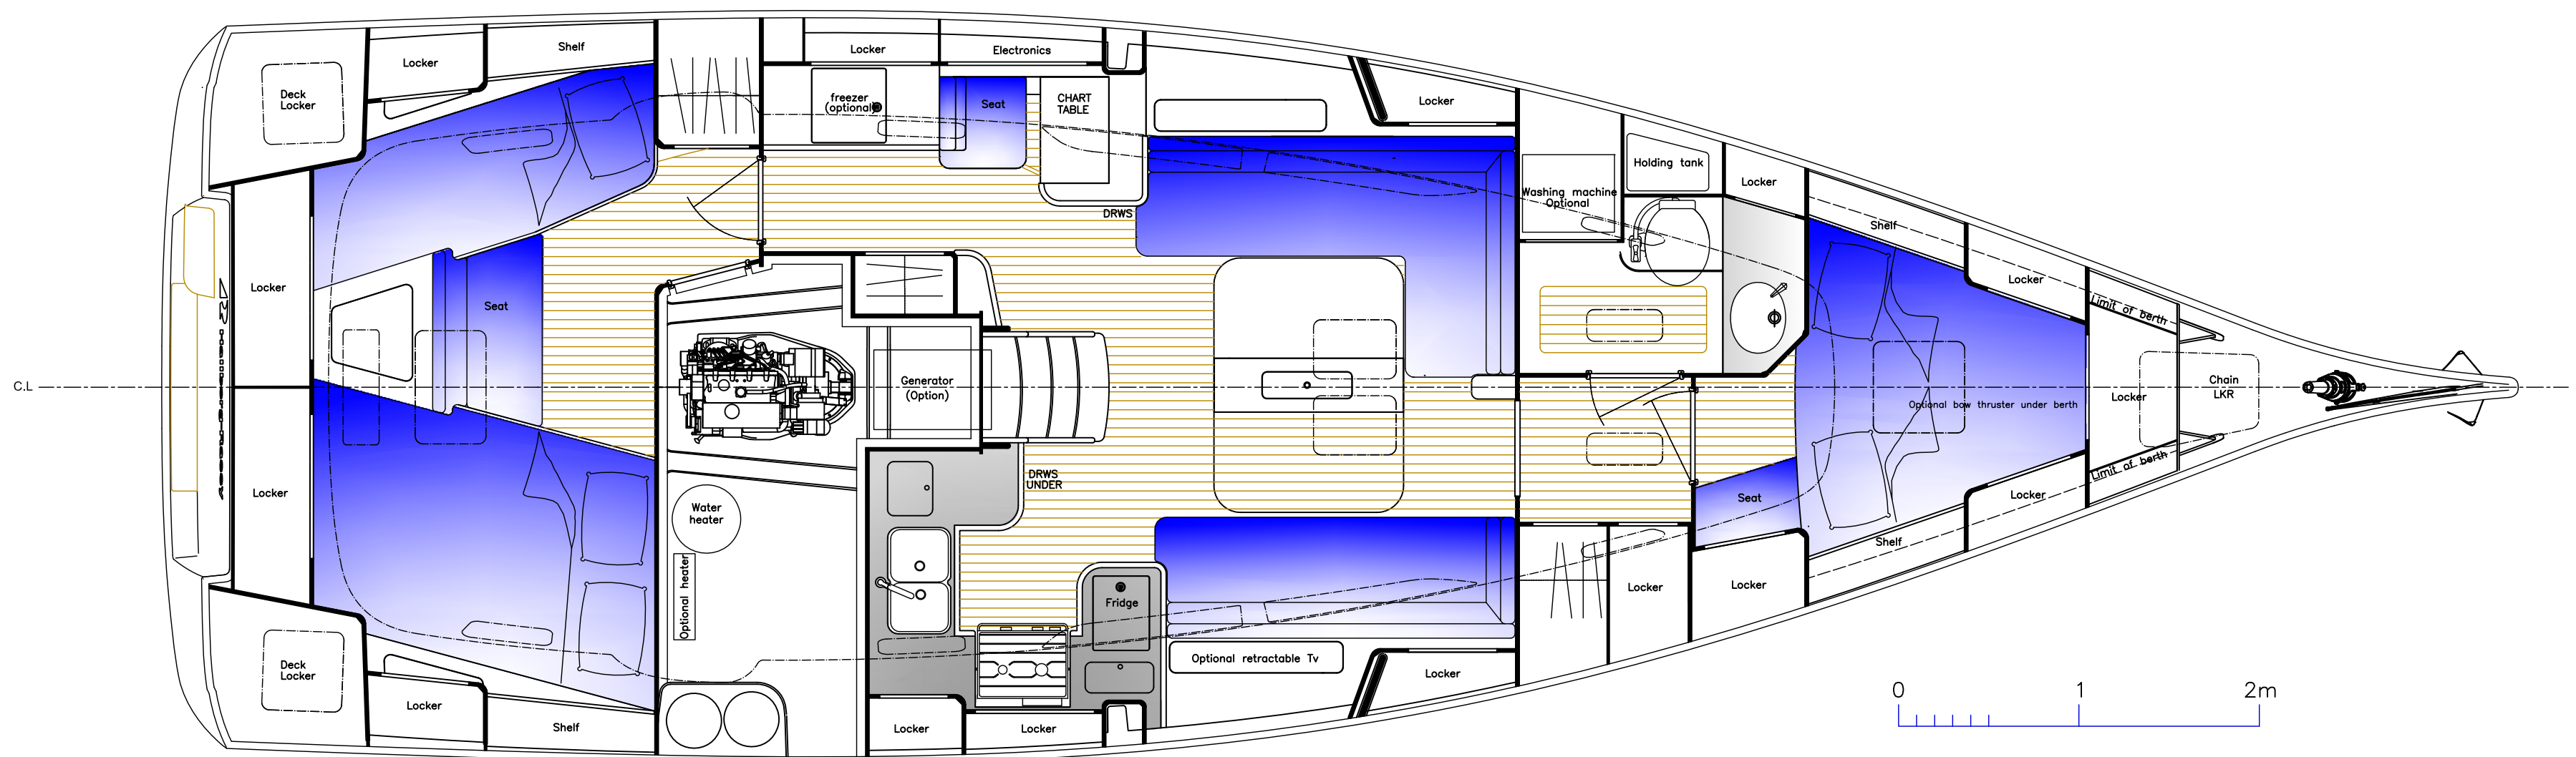 Locker
Shelf
Locker
Electronics
Deck
Locker
freezer
(optional)
Seat
CHART
TABLE
Locker
Holding tank
Washing machine
Optional
Locker
DRWS
Shelf
Locker
Locker
Seat
Limit of berth
C.L
42 Hallberg-Rassy
Generator
(Option)
Chain
LKR
Locker
Optional bow thruster under berth
Limit of berth
DRWS
UNDER
Locker
Seat
Locker
Water
heater
Shelf
Optional heater
Fridge
Locker
Locker
Optional retractable Tv
Deck
Locker
Locker
Locker
Shelf
Locker
Locker
0 1 2m